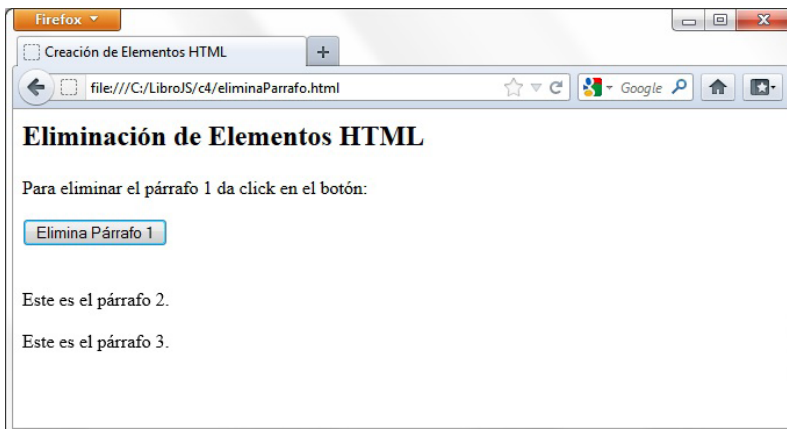 Firefox
Creación de Elementos HTML
file:///C:/LibroJS/c4/eliminaParrafo.html
Google
Eliminación de Elementos HTML
Para eliminar el párrafo 1 da click en el botón:
Elimina Párrafo 1
Este es el párrafo 2.
Este es el párrafo 3.